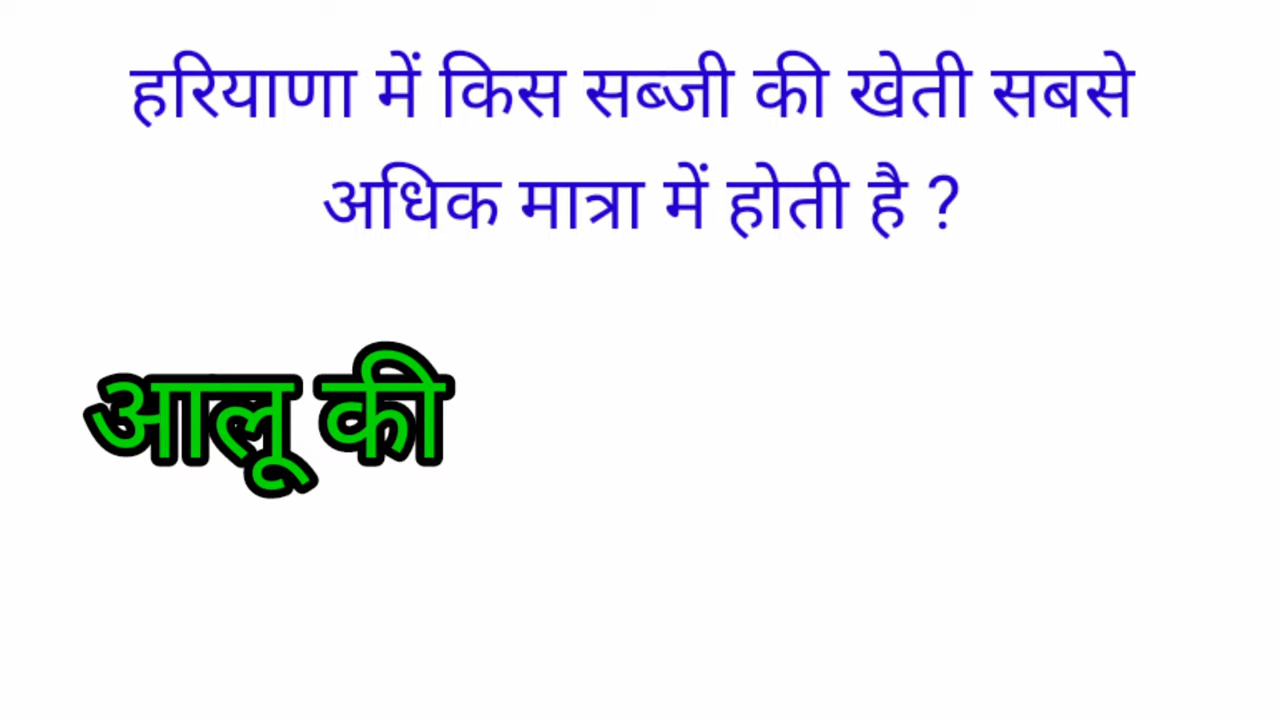 हरियाणा में किस सब्जी की खेती सबसे
अधिक मात्रा में होती है ?
आलू की